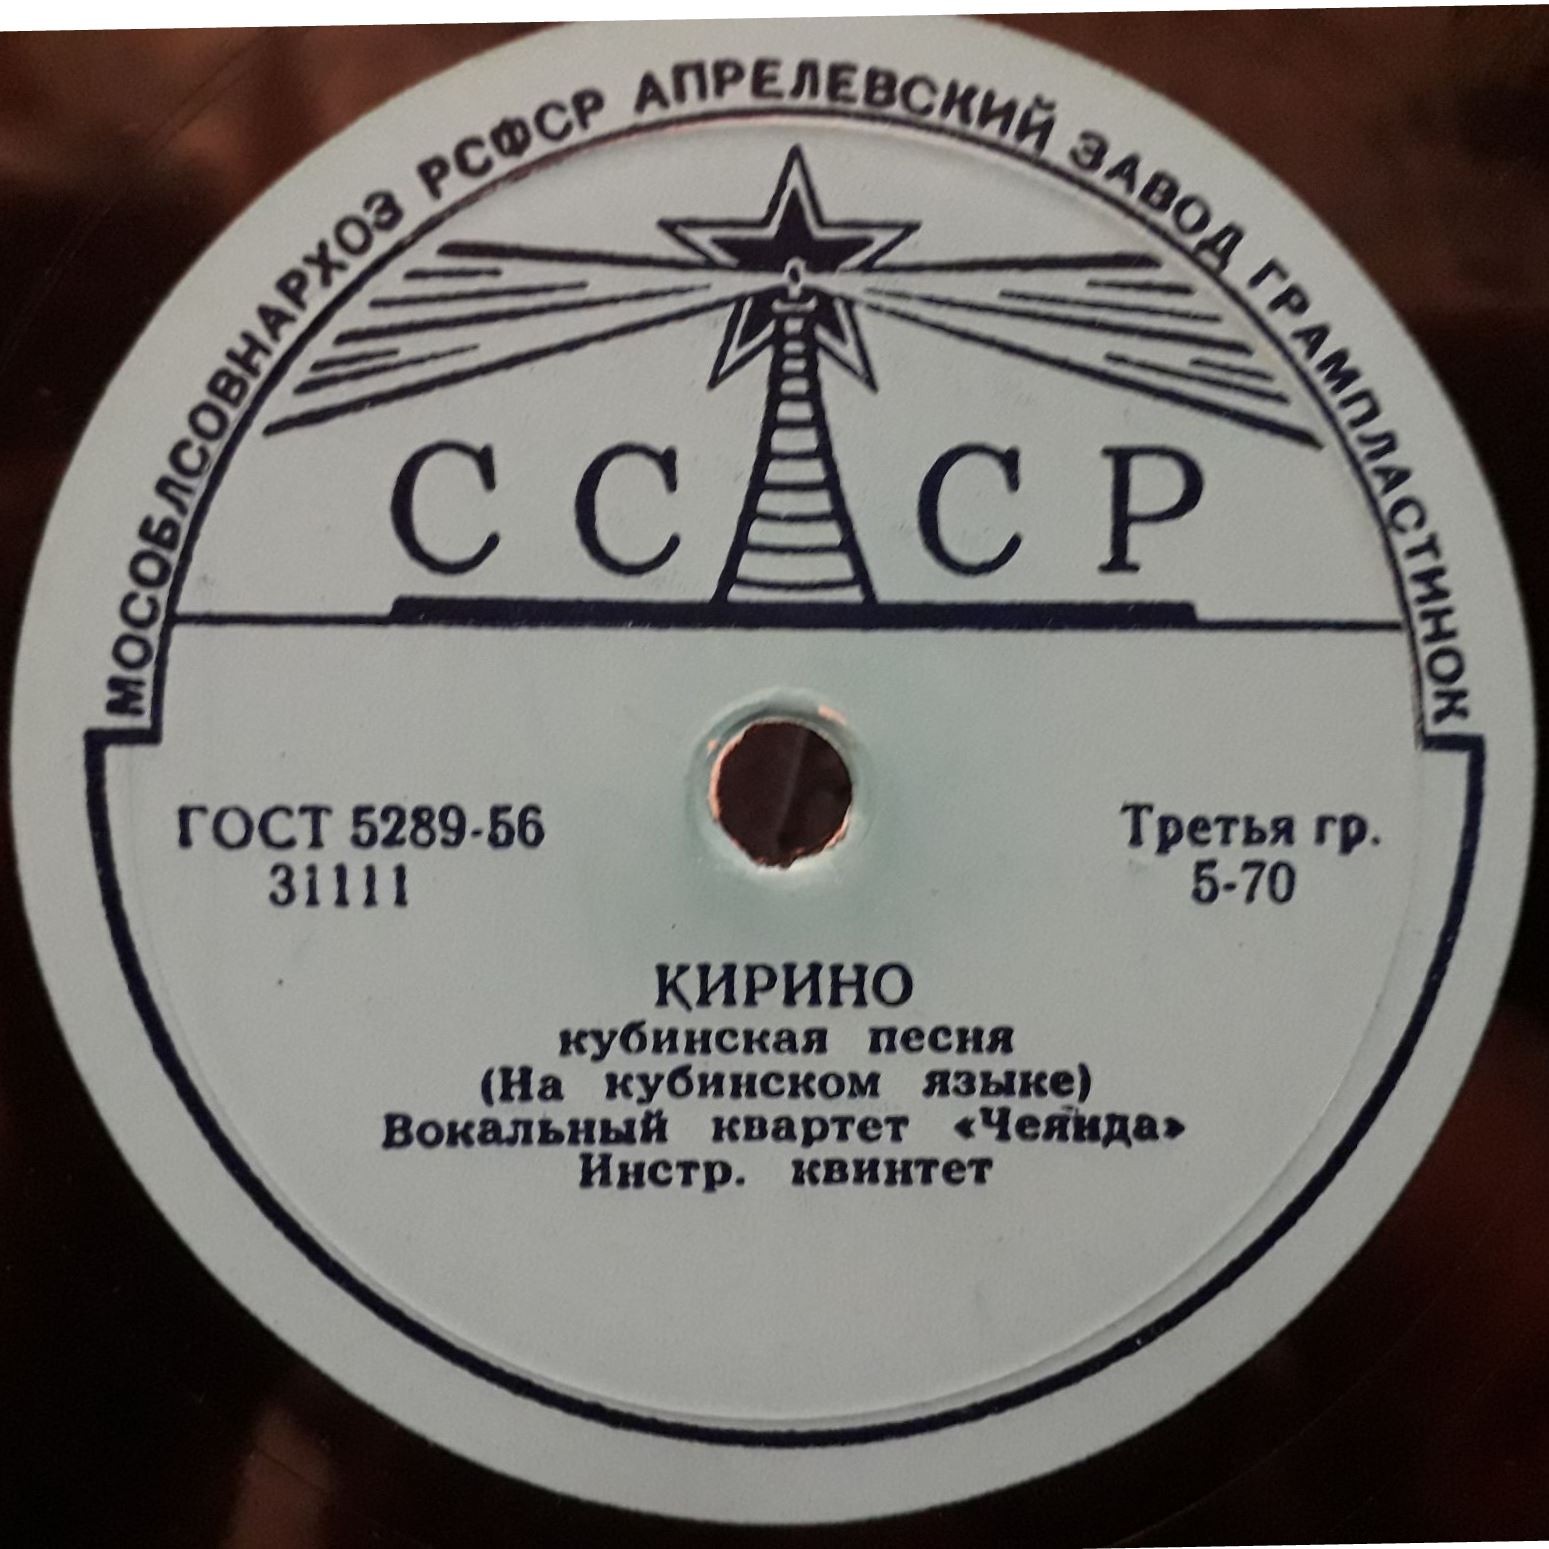 МОСОБЛСОВНАРХОЗ РСФСР АПРЕЛЕВСКИЙ ЗАВОД ГРАМПЛАСТИНОК
СССР
ГОСТ 5289-56
31111
Третья гр.
5-70
КИРИНО
кубинская песня
(На кубинском языке)
Вокальный квартет «Чеянда»
Инстр. квинтет